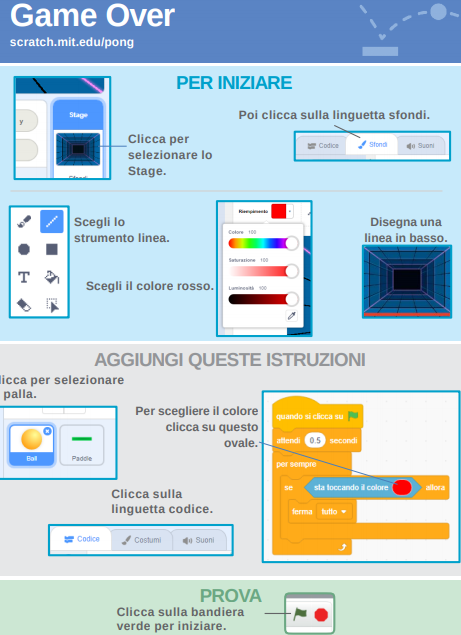 Game Over
scratch.mit.edu/pong
PER INIZIARE
Stage
y
Clicca per
selezionare lo
Stage.
Poi clicca sulla linguetta sfondi.
Codice
Sfondi
Suoni
Scegli lo
strumento linea.
T
Scegli il colore rosso.
Riempimento
Colore 100
Saturazione 100
Luminosità 100
Disegna una
linea in basso.
AGGIUNGI QUESTE ISTRUZIONI
licca per selezionare
palla.
Ball
Paddle
Per scegliere il colore
clicca su questo
ovale.
Clicca sulla
linguetta codice.
Codice
Costumi
Suoni
quando si clicca su
attendi 0.5 secondi
per sempre
se sta toccando il colore allora
ferma tutto
PROVA
Clicca sulla bandiera
verde per iniziare.